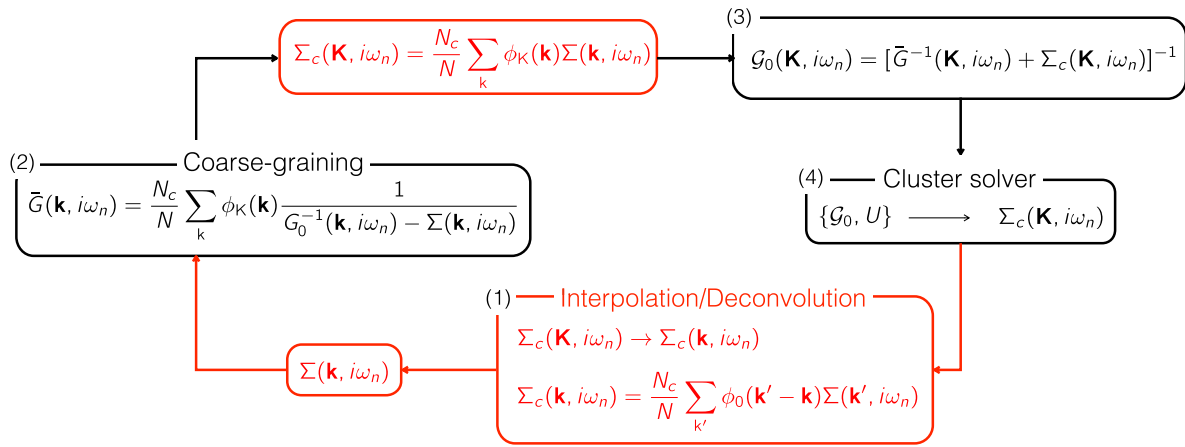 Σ_c(K, iω_n) = N_c/N ∑_k ϕ_K(k)Σ(k, iω_n)
(3)
𝒢_0(K, iω_n) = [Ḡ^{-1}(K, iω_n) + Σ_c(K, iω_n)]^{-1}
(2) Coarse-graining
Ḡ(k, iω_n) = N_c/N ∑_k ϕ_K(k) 1/(G_0^{-1}(k, iω_n) − Σ(k, iω_n))
(4) Cluster solver
{𝒢_0, U} ⟶ Σ_c(K, iω_n)
(1) Interpolation/Deconvolution
Σ_c(K, iω_n) → Σ_c(k, iω_n)
Σ_c(k, iω_n) = N_c/N ∑_{k'} ϕ_0(k' − k)Σ(k', iω_n)
Σ(k, iω_n)